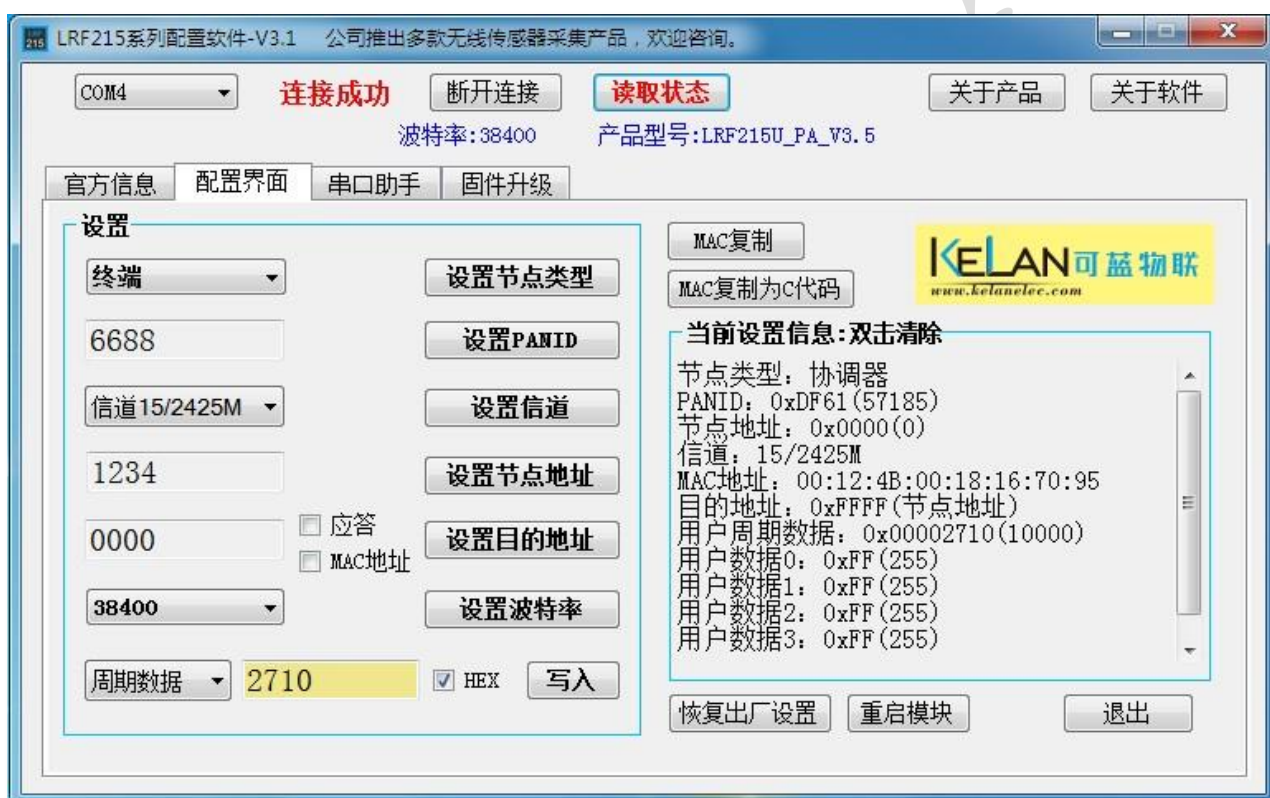 215 LRF215系列配置软件-V3.1 公司推出多款无线传感器采集产品，欢迎咨询。
COM4 连接成功 断开连接 读取状态 关于产品 关于软件
波特率:38400 产品型号:LRF215U_PA_V3.5
官方信息 配置界面 串口助手 固件升级
设置
终端 设置节点类型
6688 设置PANID
信道15/2425M 设置信道
1234 设置节点地址
0000 应答 MAC地址 设置目的地址
38400 设置波特率
周期数据 2710 HEX 写入
MAC复制
MAC复制为C代码
KELAN可蓝物联
www.kelanelec.com
当前设置信息:双击清除
节点类型：协调器
PANID：0xDF61(57185)
节点地址：0x0000(0)
信道：15/2425M
MAC地址：00:12:4B:00:18:16:70:95
目的地址：0xFFFF(节点地址)
用户周期数据：0x00002710(10000)
用户数据0：0xFF(255)
用户数据1：0xFF(255)
用户数据2：0xFF(255)
用户数据3：0xFF(255)
恢复出厂设置 重启模块 退出